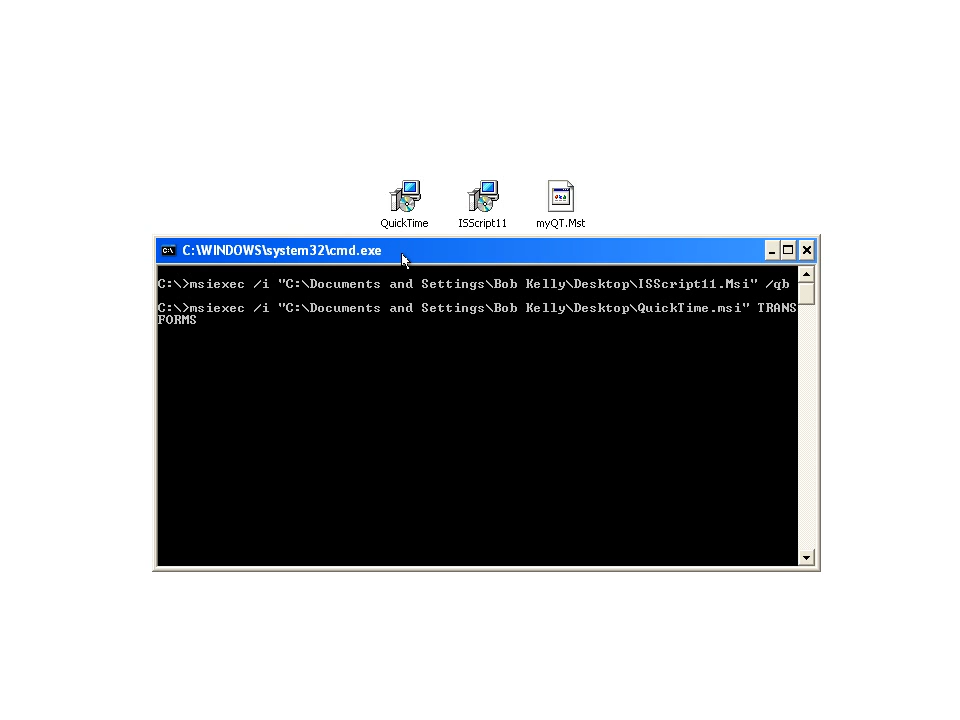 QuickTime ISScript11 myQT.Mst
C:\WINDOWS\system32\cmd.exe
C:\>msiexec /i "C:\Documents and Settings\Bob Kelly\Desktop\ISScript11.Msi" /qb
C:\>msiexec /i "C:\Documents and Settings\Bob Kelly\Desktop\QuickTime.msi" TRANS
FORMS